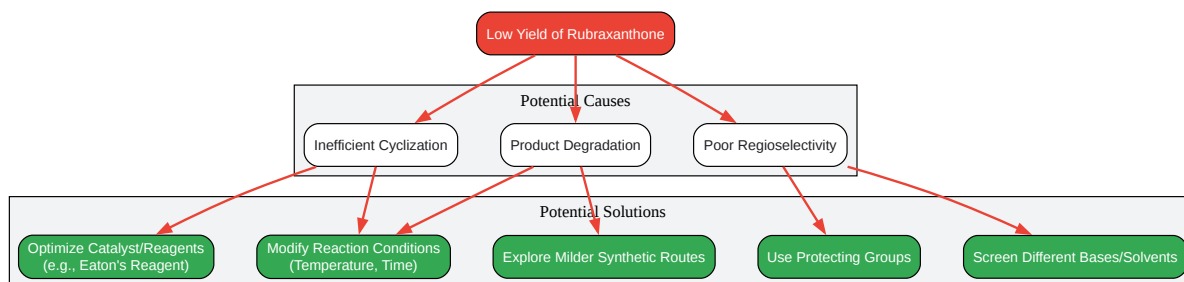 Low Yield of Rubraxanthone
Potential Causes
Inefficient Cyclization
Product Degradation
Poor Regioselectivity
Potential Solutions
Optimize Catalyst/Reagents
(e.g., Eaton's Reagent)
Modify Reaction Conditions
(Temperature, Time)
Explore Milder Synthetic Routes
Use Protecting Groups
Screen Different Bases/Solvents